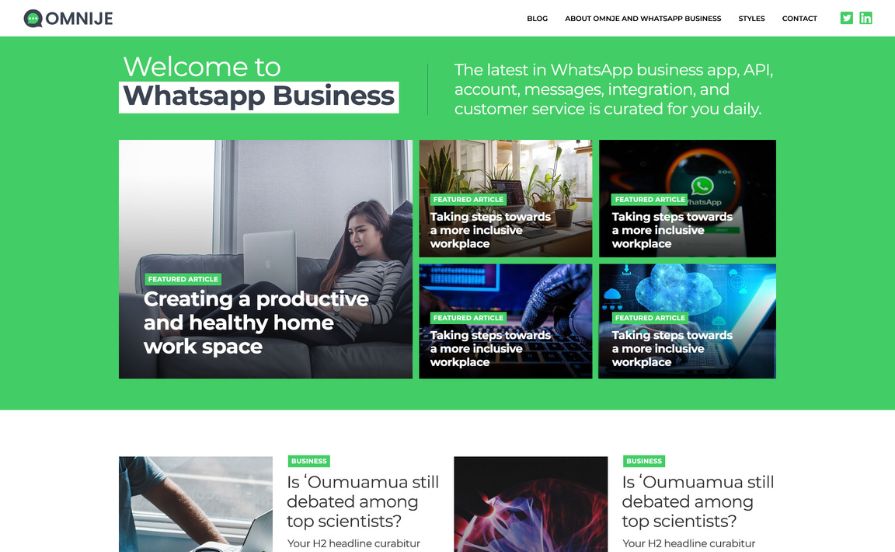 OMNIJE
BLOG
ABOUT OMNJE AND WHATSAPP BUSINESS
STYLES
CONTACT
Welcome to
Whatsapp Business
The latest in WhatsApp business app, API,
account, messages, integration, and
customer service is curated for you daily.
FEATURED ARTICLE
Creating a productive
and healthy home
work space
FEATURED ARTICLE
Taking steps towards
a more inclusive
workplace
WhatsApp
FEATURED ARTICLE
Taking steps towards
a more inclusive
workplace
FEATURED ARTICLE
Taking steps towards
a more inclusive
workplace
FEATURED ARTICLE
Taking steps towards
a more inclusive
workplace
BUSINESS
Is ‘Oumuamua still
debated among
top scientists?
Your H2 headline curabitur
BUSINESS
Is ‘Oumuamua still
debated among
top scientists?
Your H2 headline curabitur